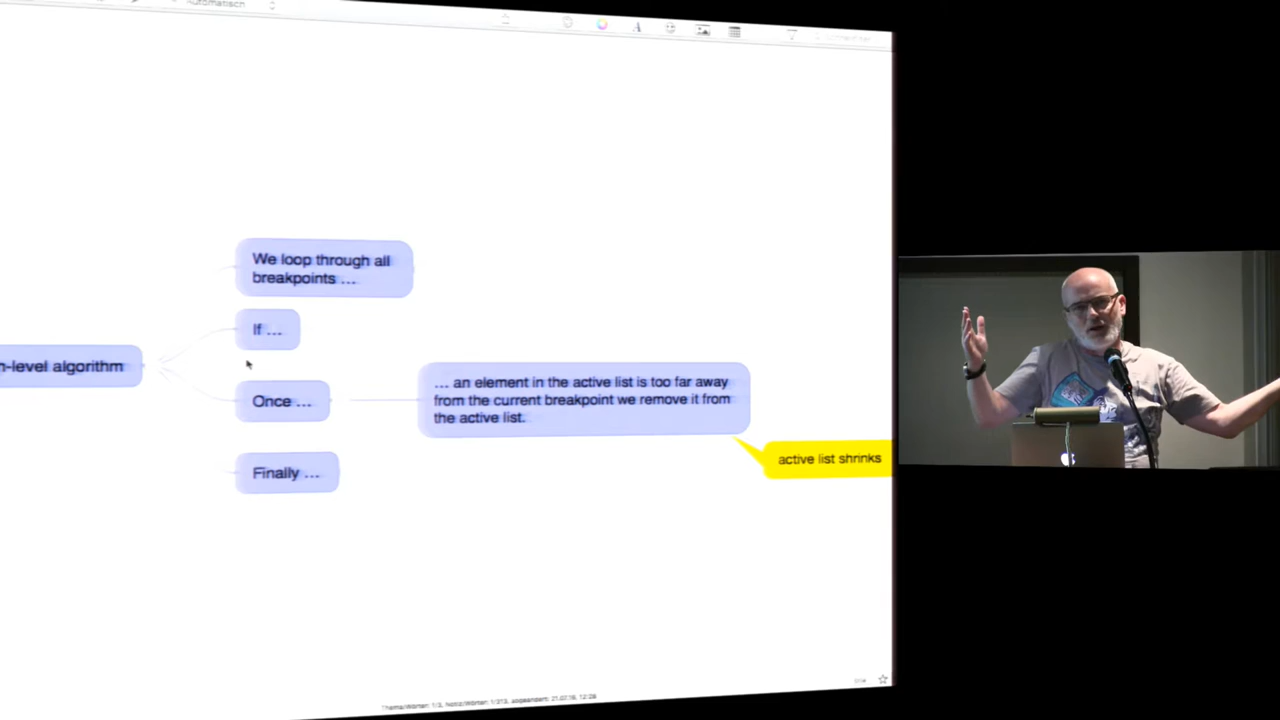 Automatisch
We loop through all
breakpoints ...
If ...
h-level algorithm
Once ...
... an element in the active list is too far away
from the current breakpoint we remove it from
the active list.
active list shrinks
Finally ...